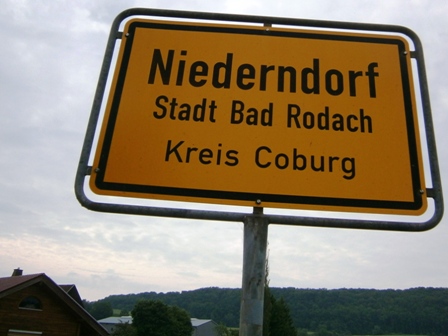 Niederndorf
Stadt Bad Rodach
Kreis Coburg